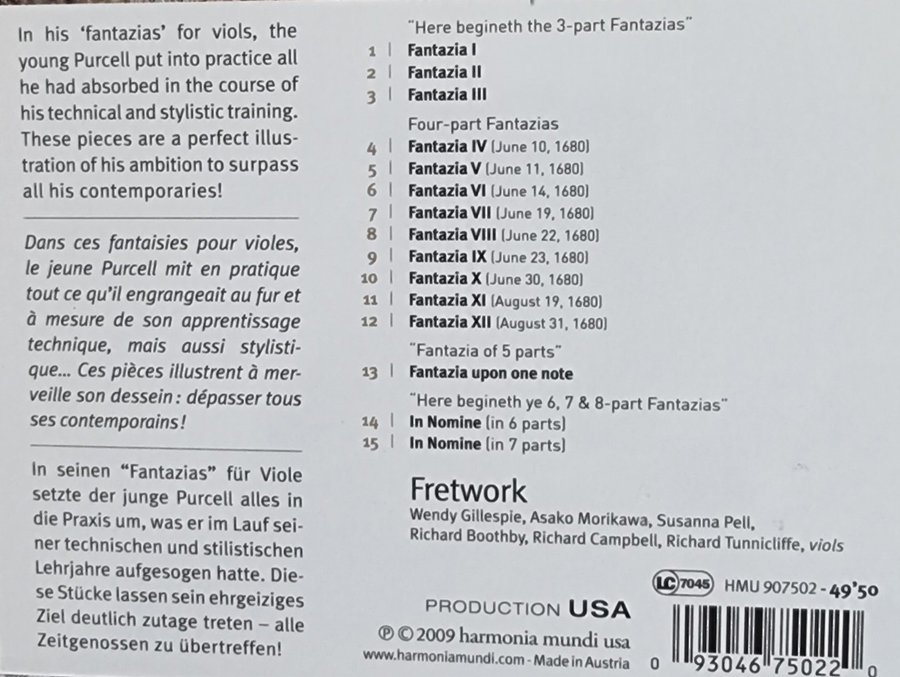 In his ‘fantazias’ for viols, the
young Purcell put into practice all
he had absorbed in the course of
his technical and stylistic training.
These pieces are a perfect illus-
tration of his ambition to surpass
all his contemporaries!
Dans ces fantaisies pour violes,
le jeune Purcell mit en pratique
tout ce qu’il engrangeait au fur et
à mesure de son apprentissage
technique, mais aussi stylisti-
que... Ces pièces illustrent à mer-
veille son dessein : dépasser tous
ses contemporains !
In seinen “Fantazias” für Viole
setzte der junge Purcell alles in
die Praxis um, was er im Lauf sei-
ner technischen und stilistischen
Lehrjahre aufgesogen hatte. Die-
se Stücke lassen sein ehrgeiziges
Ziel deutlich zutage treten – alle
Zeitgenossen zu übertreffen!
“Here begineth the 3-part Fantazias”
1 | Fantazia I
2 | Fantazia II
3 | Fantazia III
Four-part Fantazias
4 | Fantazia IV (June 10, 1680)
5 | Fantazia V (June 11, 1680)
6 | Fantazia VI (June 14, 1680)
7 | Fantazia VII (June 19, 1680)
8 | Fantazia VIII (June 22, 1680)
9 | Fantazia IX (June 23, 1680)
10 | Fantazia X (June 30, 1680)
11 | Fantazia XI (August 19, 1680)
12 | Fantazia XII (August 31, 1680)
“Fantazia of 5 parts”
13 | Fantazia upon one note
“Here begineth ye 6, 7 & 8-part Fantazias”
14 | In Nomine (in 6 parts)
15 | In Nomine (in 7 parts)
Fretwork
Wendy Gillespie, Asako Morikawa, Susanna Pell,
Richard Boothby, Richard Campbell, Richard Tunnicliffe, viols
LC 7045 HMU 907502 - 49’50
PRODUCTION USA
℗ © 2009 harmonia mundi usa
www.harmoniamundi.com - Made in Austria
0 93046 75022 0